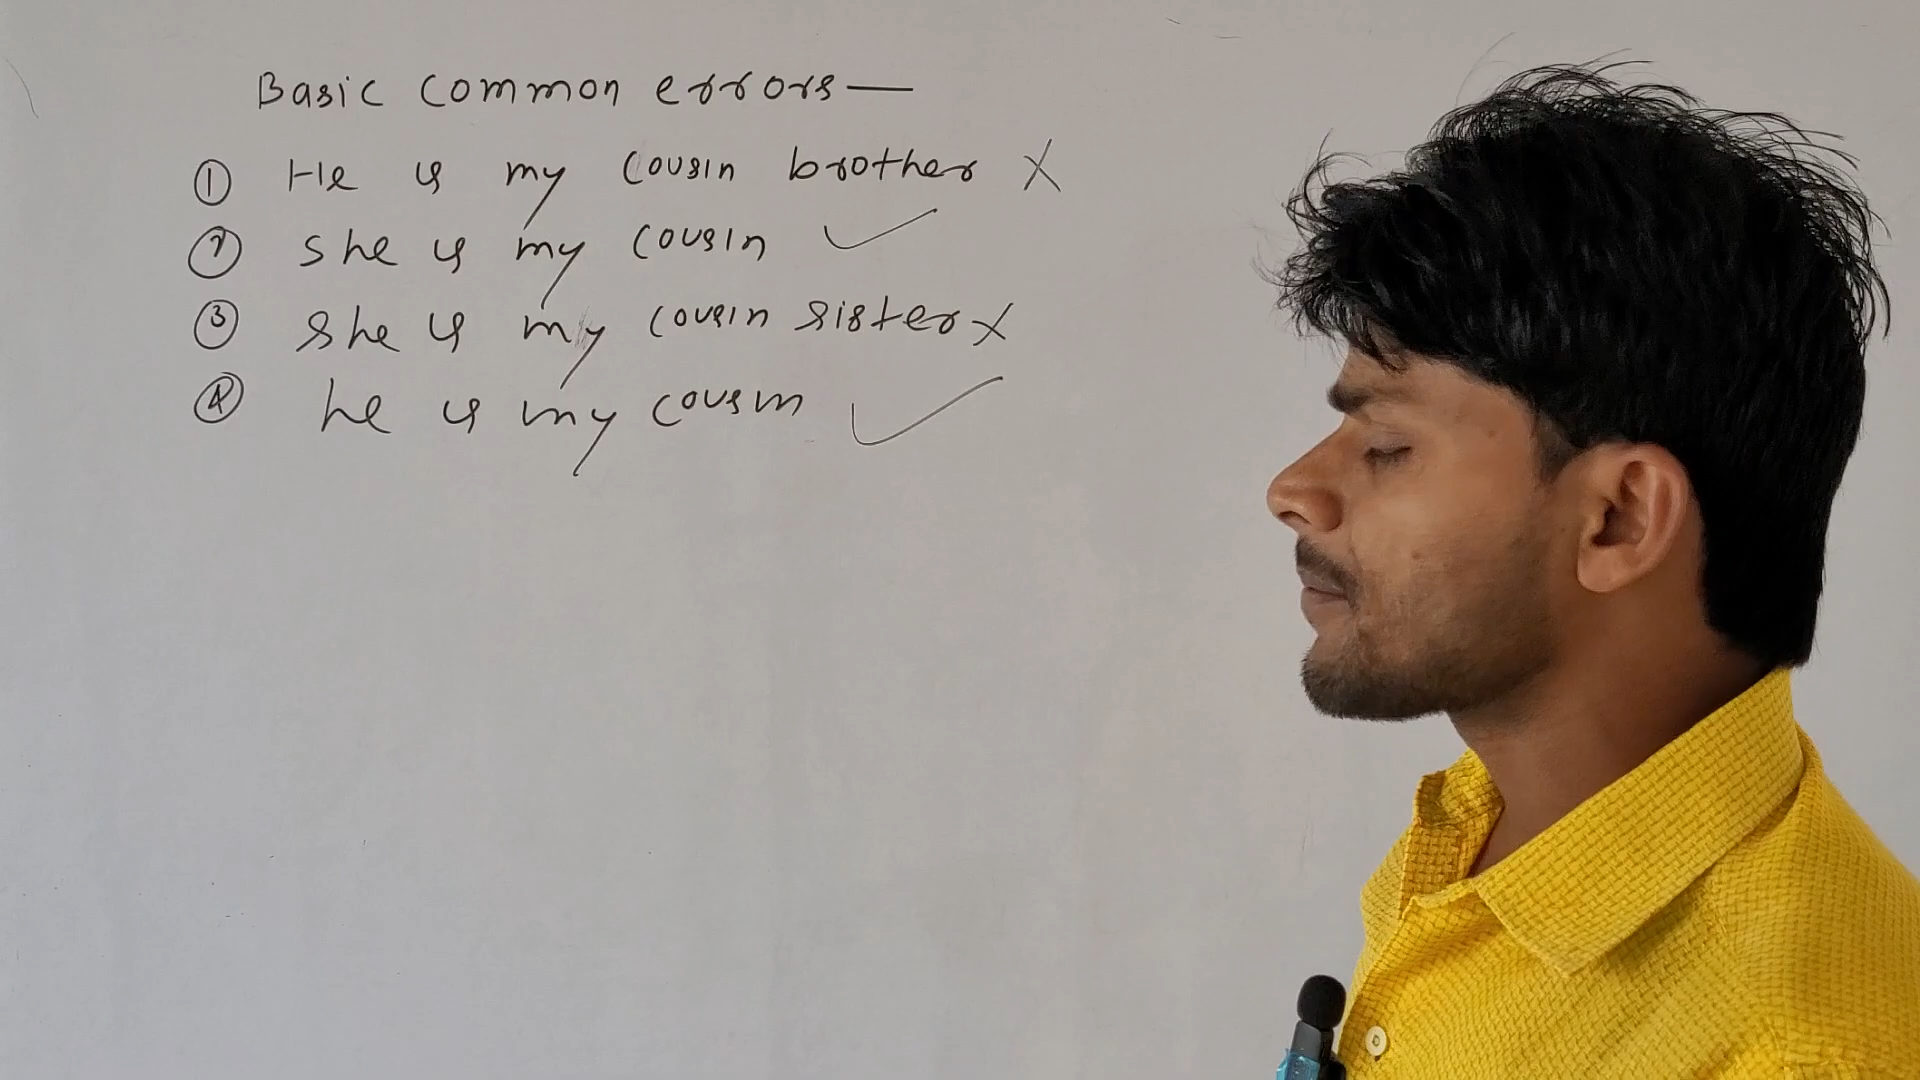 Basic common errors —
① He is my cousin brother X
② she is my cousin ✓
③ she is my cousin sister X
④ he is my cousin ✓